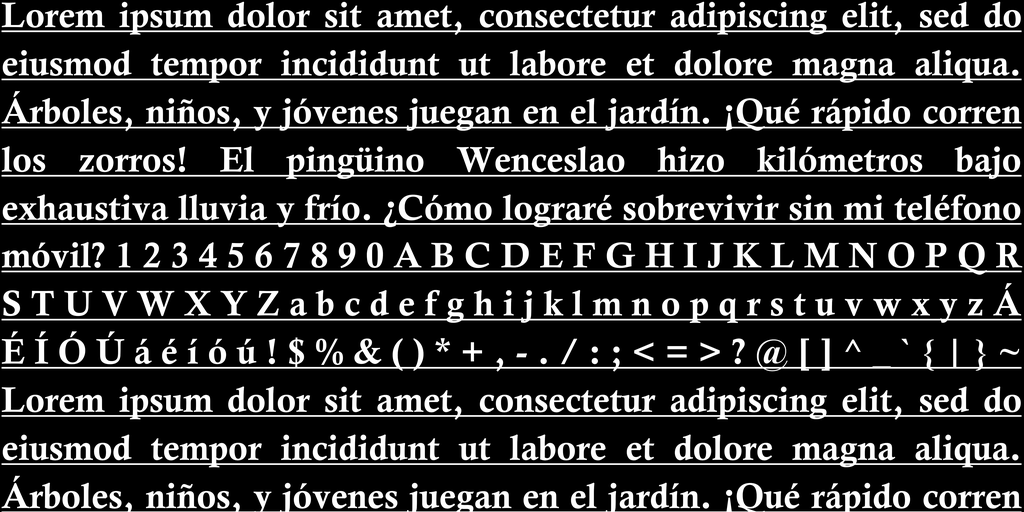 Lorem ipsum dolor sit amet, consectetur adipiscing elit, sed do
eiusmod tempor incididunt ut labore et dolore magna aliqua.
Árboles, niños, y jóvenes juegan en el jardín. ¡Qué rápido corren
los zorros! El pingüino Wenceslao hizo kilómetros bajo
exhaustiva lluvia y frío. ¿Cómo lograré sobrevivir sin mi teléfono
móvil? 1 2 3 4 5 6 7 8 9 0 A B C D E F G H I J K L M N O P Q R
S T U V W X Y Z a b c d e f g h i j k l m n o p q r s t u v w x y z Á
É Í Ó Ú á é í ó ú ! $ % & ( ) * + , - . / : ; < = > ? @ [ ] ^ _ ` { | } ~
Lorem ipsum dolor sit amet, consectetur adipiscing elit, sed do
eiusmod tempor incididunt ut labore et dolore magna aliqua.
Árboles, niños, y jóvenes juegan en el jardín. ¡Qué rápido corren